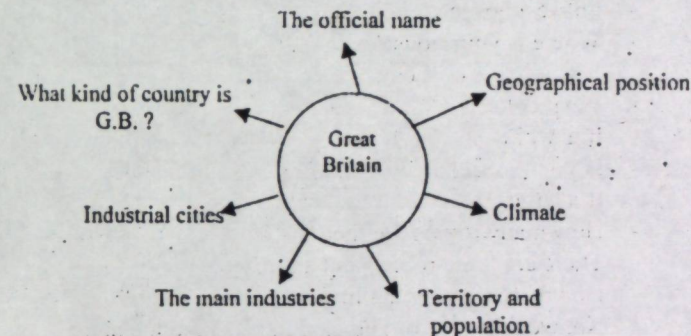 The official name
Geographical position
What kind of country is
G.B. ?
Great
Britain
Industrial cities
Climate
The main industries
Territory and
population